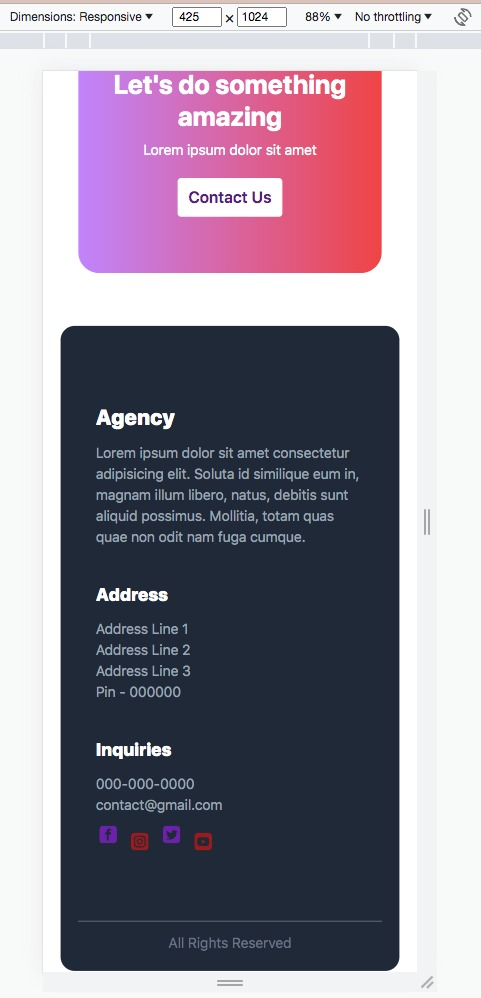 Dimensions: Responsive ▼ 425 × 1024 88% ▼ No throttling ▼
Let's do something
amazing
Lorem ipsum dolor sit amet
Contact Us
Agency
Lorem ipsum dolor sit amet consectetur
adipisicing elit. Soluta id similique eum in,
magnam illum libero, natus, debitis sunt
aliquid possimus. Mollitia, totam quas
quae non odit nam fuga cumque.
Address
Address Line 1
Address Line 2
Address Line 3
Pin - 000000
Inquiries
000-000-0000
contact@gmail.com
All Rights Reserved